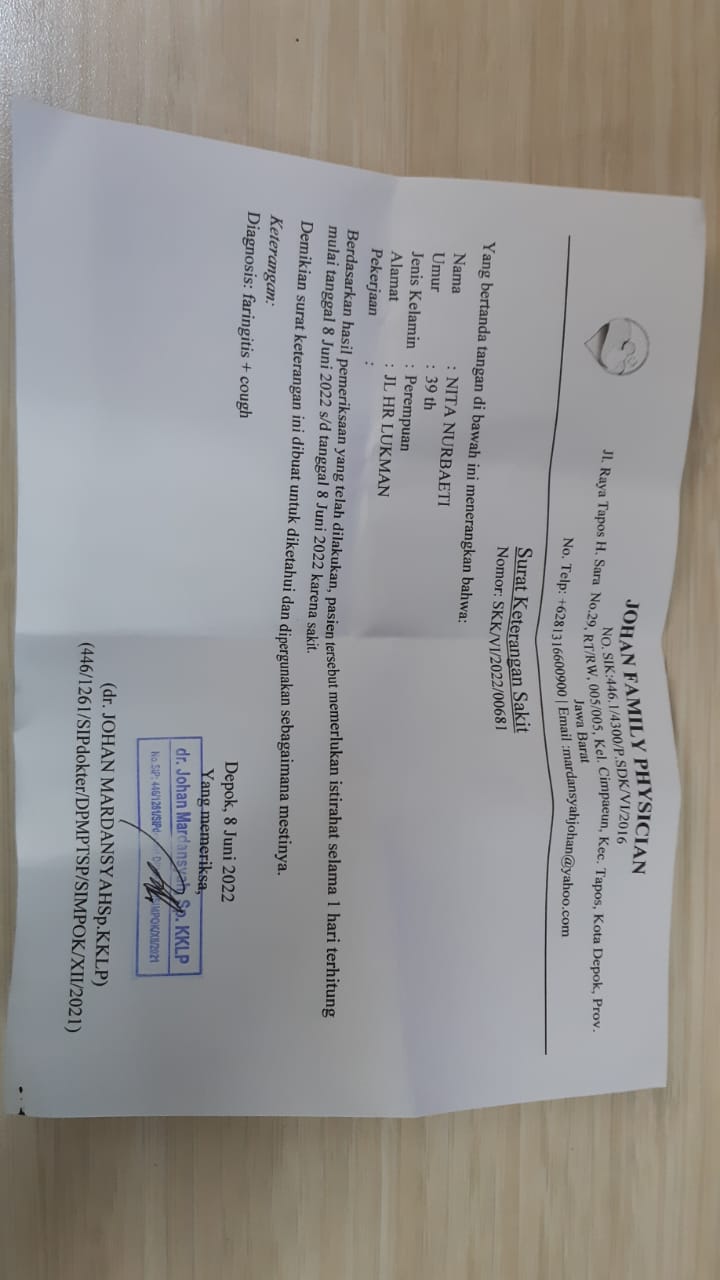 JOHAN FAMILY PHYSICIAN
NO. SIK:446.1/4300/P.SDK/VI/2016
Jl. Raya Tapos H. Sara No.29, RT/RW, 005/005, Kel. Cimpaeun, Kec. Tapos, Kota Depok, Prov.
Jawa Barat
No. Telp: +6281316600900 | Email :mardansyahjohan@yahoo.com
Surat Keterangan Sakit
Nomor: SKK/VI/2022/00681
Yang bertanda tangan di bawah ini menerangkan bahwa:
Nama : NITA NURBAETI
Umur : 39 th
Jenis Kelamin : Perempuan
Alamat : JL HR LUKMAN
Pekerjaan :
Berdasarkan hasil pemeriksaan yang telah dilakukan, pasien tersebut memerlukan istirahat selama 1 hari terhitung
mulai tanggal 8 Juni 2022 s/d tanggal 8 Juni 2022 karena sakit.
Demikian surat keterangan ini dibuat untuk diketahui dan dipergunakan sebagaimana mestinya.
Keterangan:
Diagnosis: faringitis + cough
Depok, 8 Juni 2022
Yang memeriksa,
dr. Johan Mardansyah Sp. KKLP
No.SIP: 446/1261/SIPd
(dr. JOHAN MARDANSYAHSp.KKLP)
(446/1261/SIPdokter/DPMPTSP/SIMPOK/XII/2021)